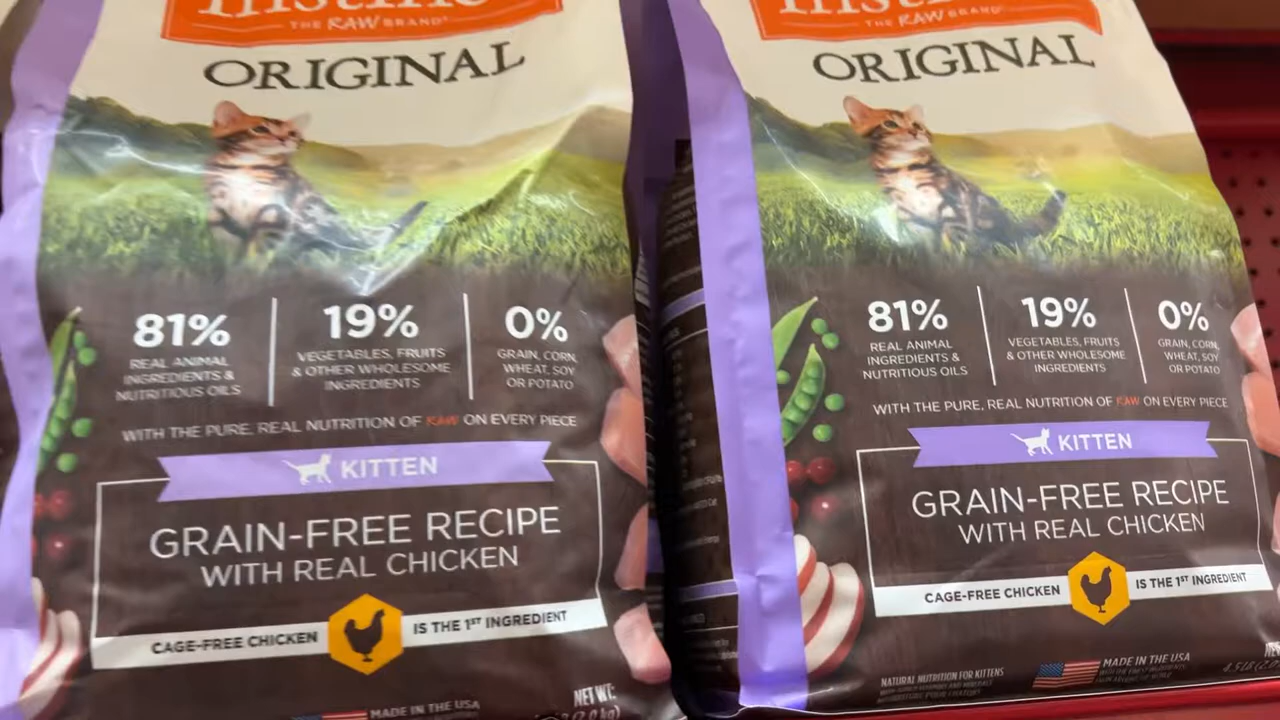 THE RAW BRAND
ORIGINAL
81%
REAL ANIMAL
INGREDIENTS &
NUTRITIOUS OILS
19%
VEGETABLES, FRUITS
& OTHER WHOLESOME
INGREDIENTS
0%
GRAIN, CORN,
WHEAT, SOY
OR POTATO
WITH THE PURE, REAL NUTRITION OF RAW ON EVERY PIECE
KITTEN
GRAIN-FREE RECIPE
WITH REAL CHICKEN
CAGE-FREE CHICKEN IS THE 1ST INGREDIENT
MADE IN THE USA
NET WT:
THE RAW BRAND
ORIGINAL
81%
REAL ANIMAL
INGREDIENTS &
NUTRITIOUS OILS
19%
VEGETABLES, FRUITS
& OTHER WHOLESOME
INGREDIENTS
0%
GRAIN, CORN,
WHEAT, SOY
OR POTATO
WITH THE PURE, REAL NUTRITION OF RAW ON EVERY PIECE
KITTEN
GRAIN-FREE RECIPE
WITH REAL CHICKEN
CAGE-FREE CHICKEN IS THE 1ST INGREDIENT
NATURAL NUTRITION FOR KITTENS
MADE IN THE USA